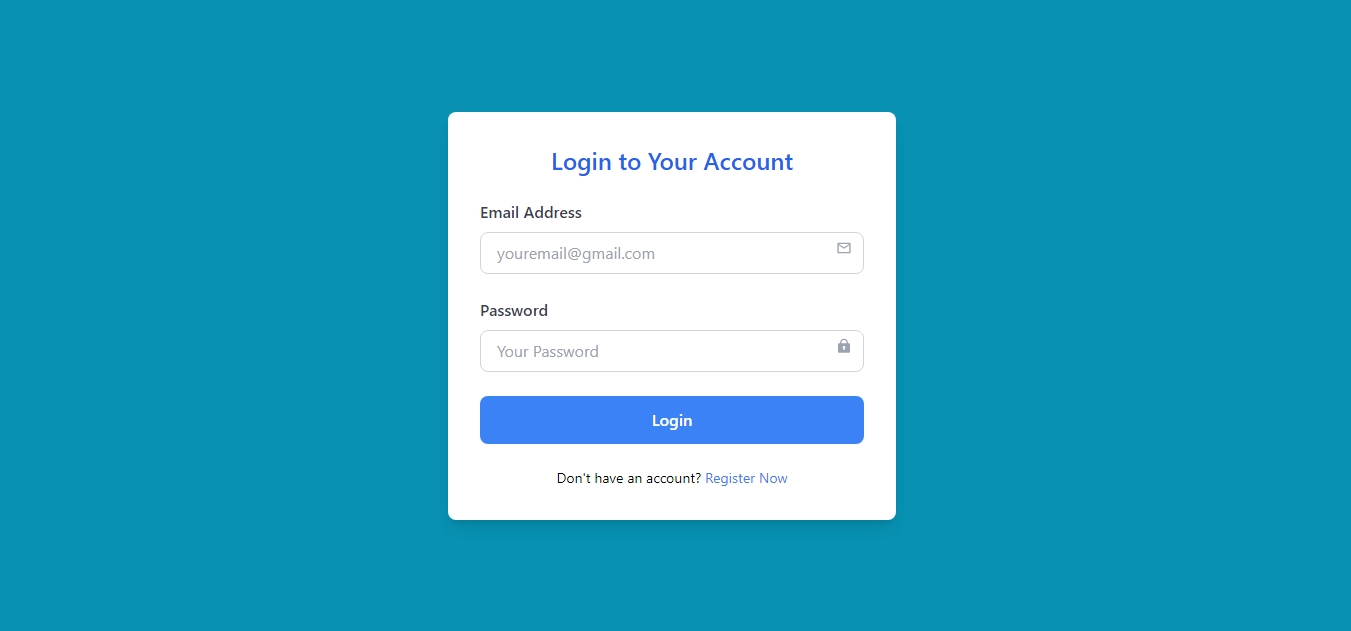 Login to Your Account
Email Address
youremail@gmail.com
Password
Your Password
Login
Don't have an account? Register Now